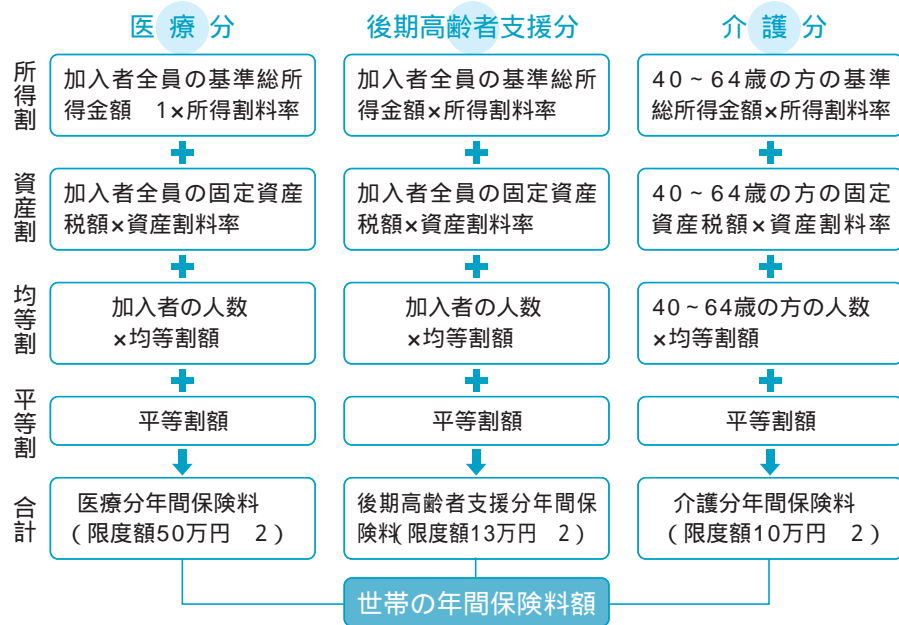 医療分
後期高齢者支援分
介護分
所得割
加入者全員の基準総所
得金額 1×所得割料率
加入者全員の基準総所
得金額×所得割料率
40~64歳の方の基準
総所得金額×所得割料率
資産割
加入者全員の固定資産
税額×資産割料率
加入者全員の固定資産
税額×資産割料率
40~64歳の方の固定
資産税額×資産割料率
均等割
加入者の人数
×均等割額
加入者の人数
×均等割額
40~64歳の方の人数
×均等割額
平等割
平等割額
平等割額
平等割額
合計
医療分年間保険料
(限度額50万円 2)
後期高齢者支援分年間保
険料(限度額13万円 2)
介護分年間保険料
(限度額10万円 2)
世帯の年間保険料額